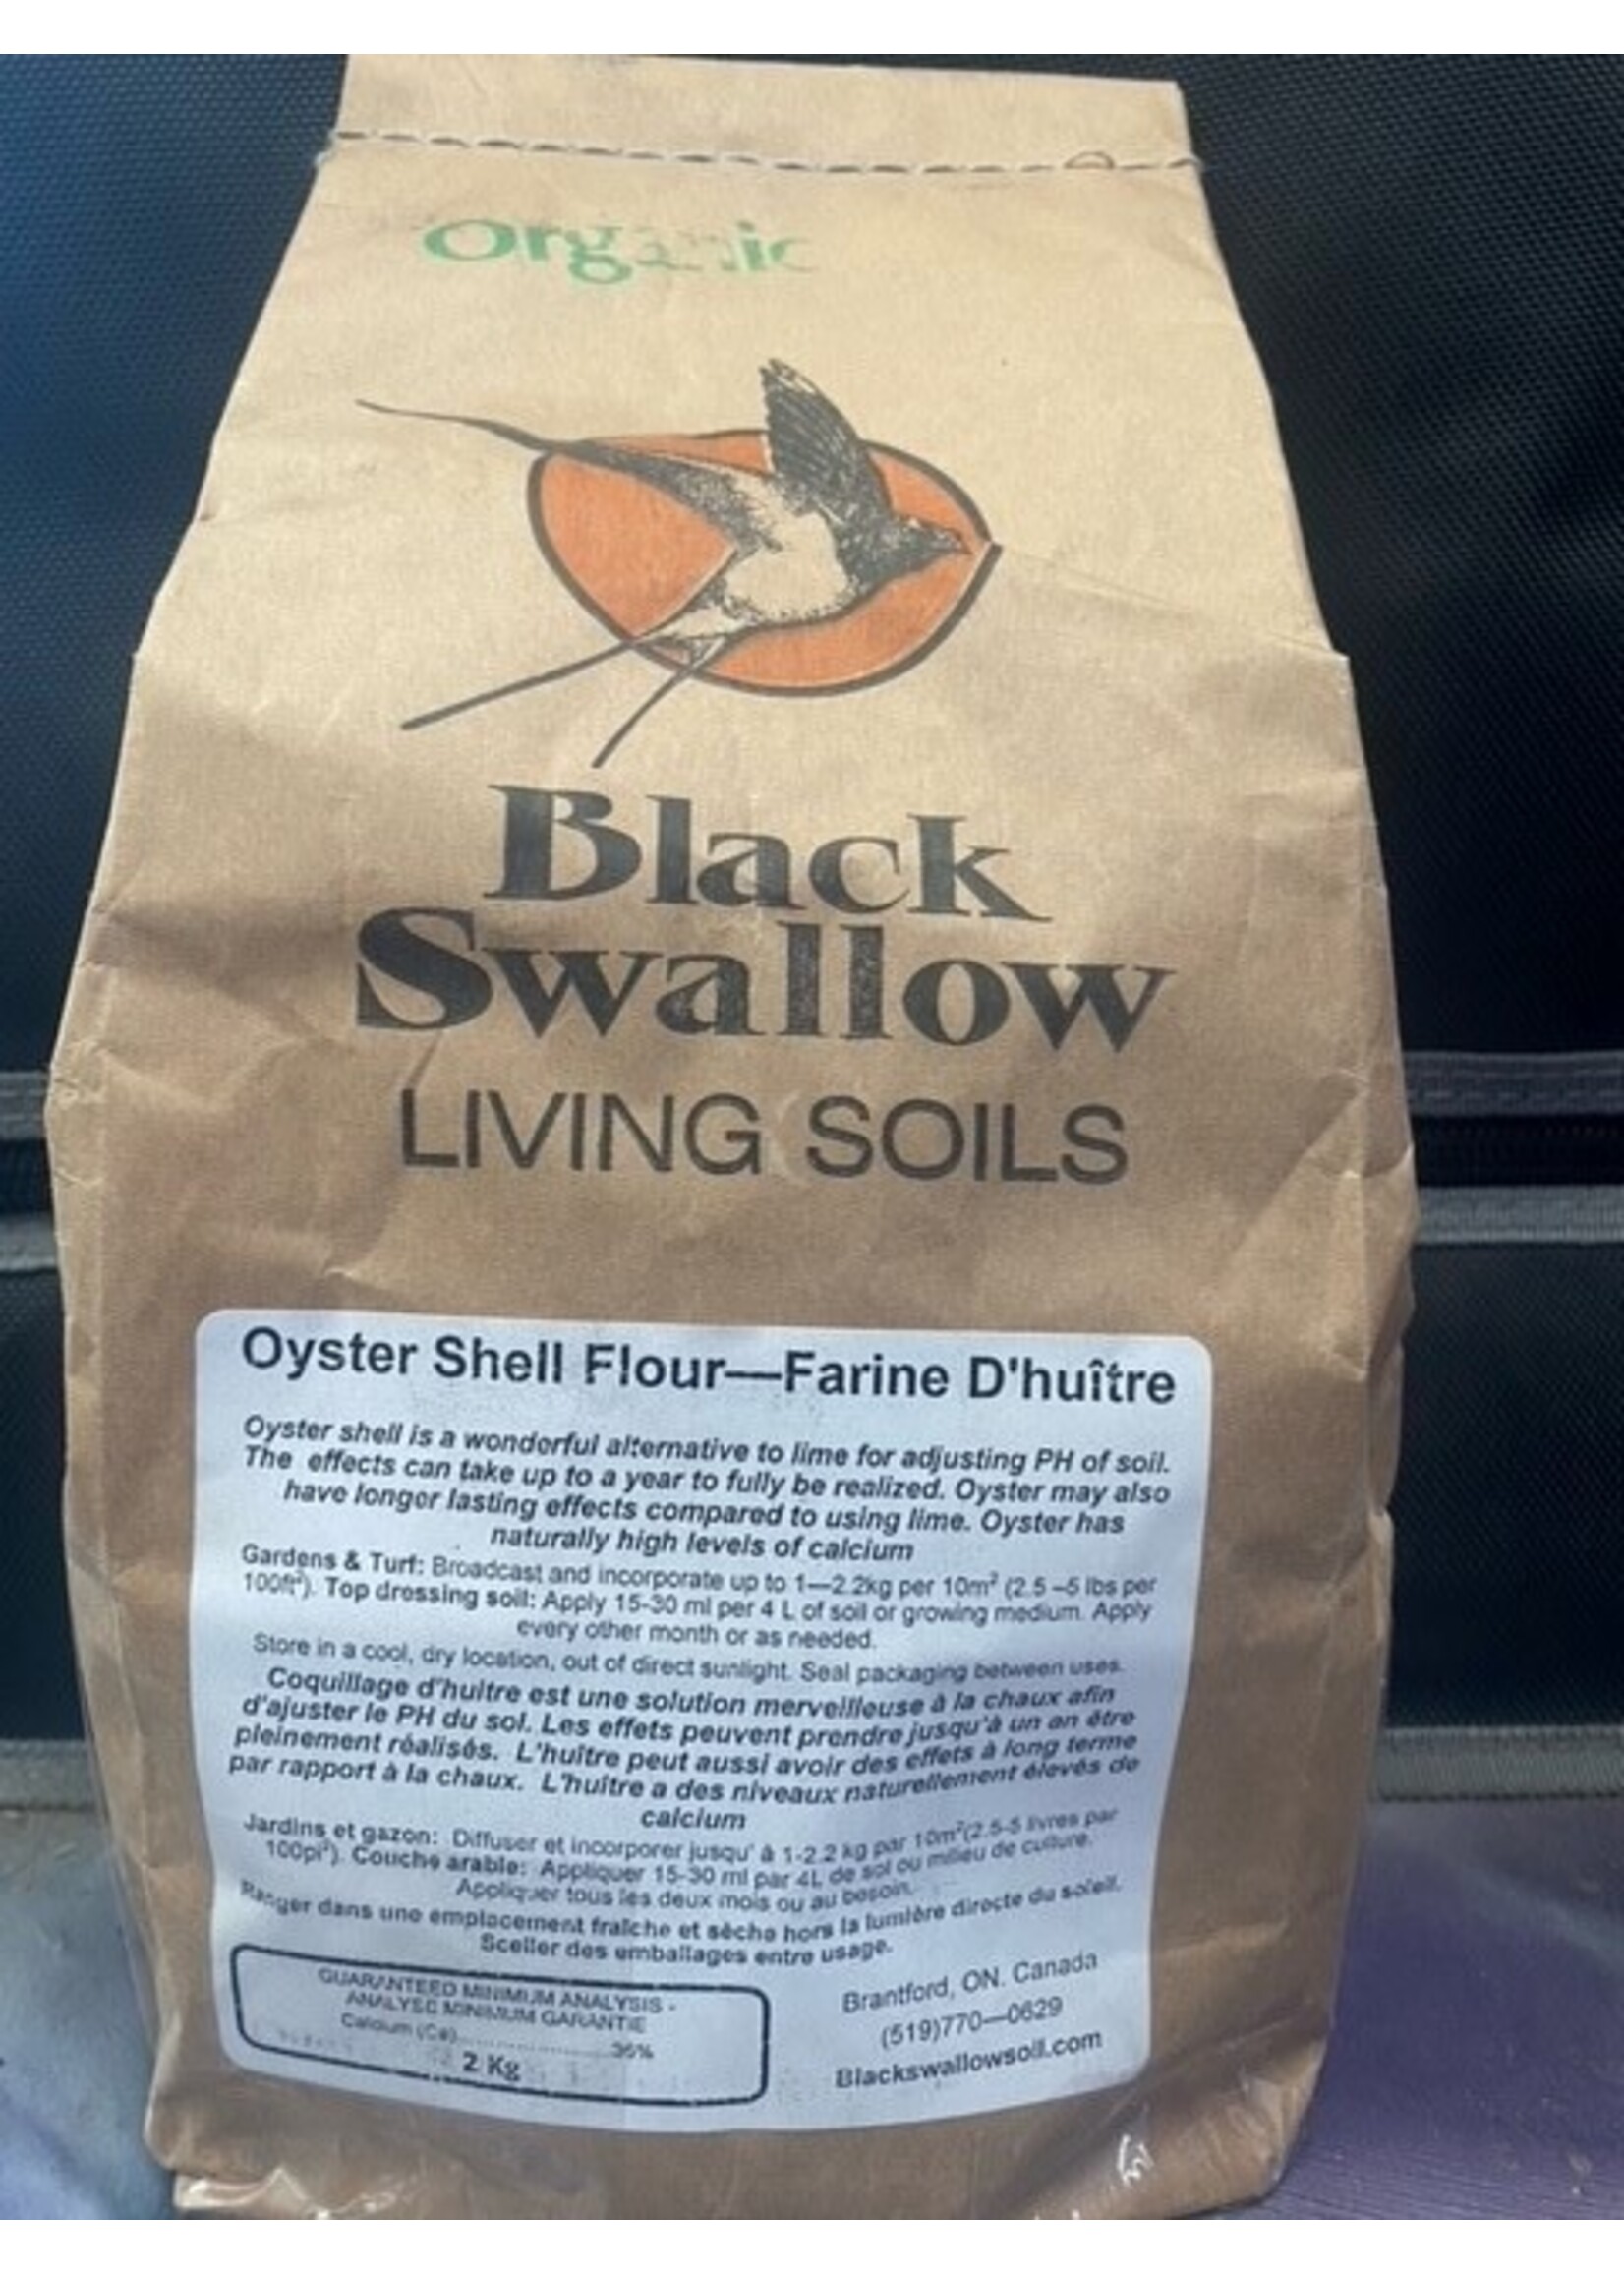 Organic
Black
Swallow
LIVING SOILS
Oyster Shell Flour—Farine D'huître
Oyster shell is a wonderful alternative to lime for adjusting PH of soil.
The effects can take up to a year to fully be realized. Oyster may also
have longer lasting effects compared to using lime. Oyster has
naturally high levels of calcium
Gardens & Turf: Broadcast and incorporate up to 1—2.2kg per 10m² (2.5 –5 lbs per
100ft²). Top dressing soil: Apply 15-30 ml per 4 L of soil or growing medium. Apply
every other month or as needed.
Store in a cool, dry location, out of direct sunlight. Seal packaging between uses.
Coquillage d'huitre est une solution merveilleuse à la chaux afin
d'ajuster le PH du sol. Les effets peuvent prendre jusqu'à un an être
pleinement réalisés. L'huître peut aussi avoir des effets à long terme
par rapport à la chaux. L'huître a des niveaux naturellement élevés de
calcium
Jardins et gazon: Diffuser et incorporer jusqu' à 1-2.2 kg par 10m²(2.5-5 livres par
100pi²). Couche arable: Appliquer 15-30 ml par 4L de sol ou milieu de culture.
Appliquer tous les deux mois ou au besoin.
Ranger dans une emplacement fraîche et sèche hors la lumière directe du soleil.
Sceller des emballages entre usage.
GUARANTEED MINIMUM ANALYSIS -
ANALYSE MINIMUM GARANTIE
Calcium (Ca)..........................36%
2 Kg
Brantford, ON. Canada
(519)770—0629
Blackswallowsoil.com